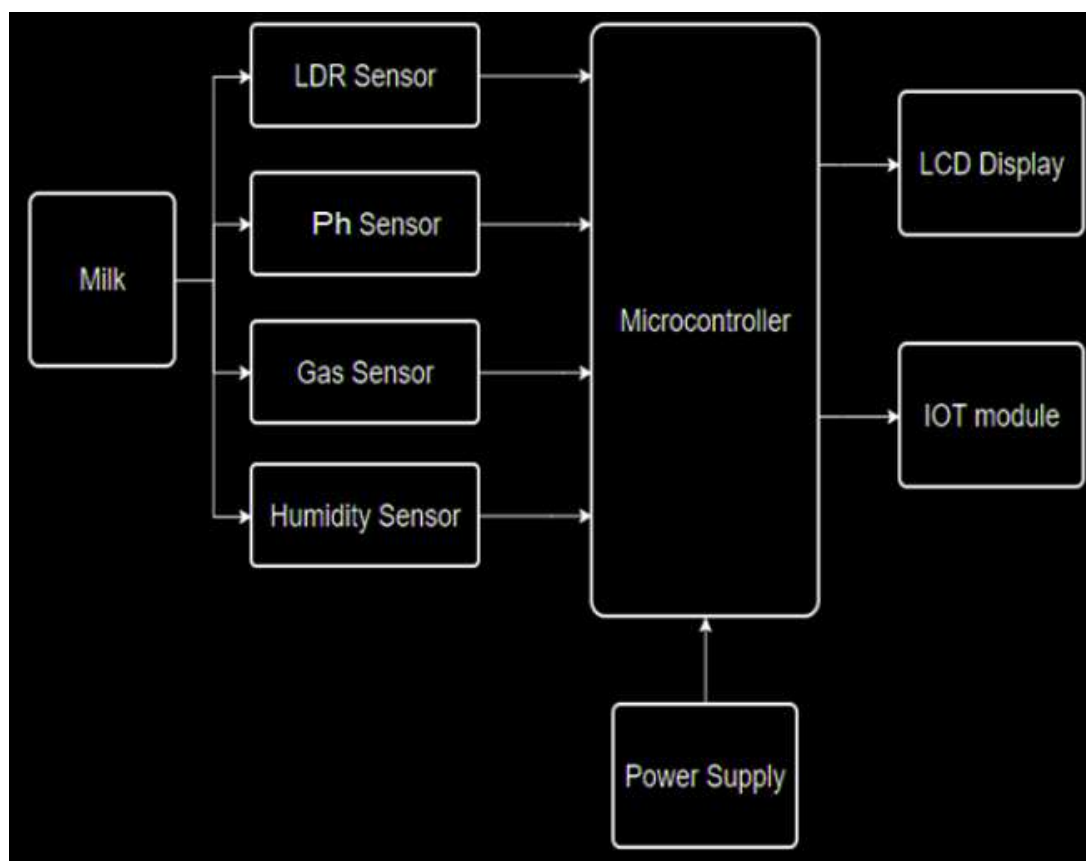 LDR Sensor
LCD Display
Ph Sensor
Milk
Microcontroller
Gas Sensor
IOT module
Humidity Sensor
Power Supply